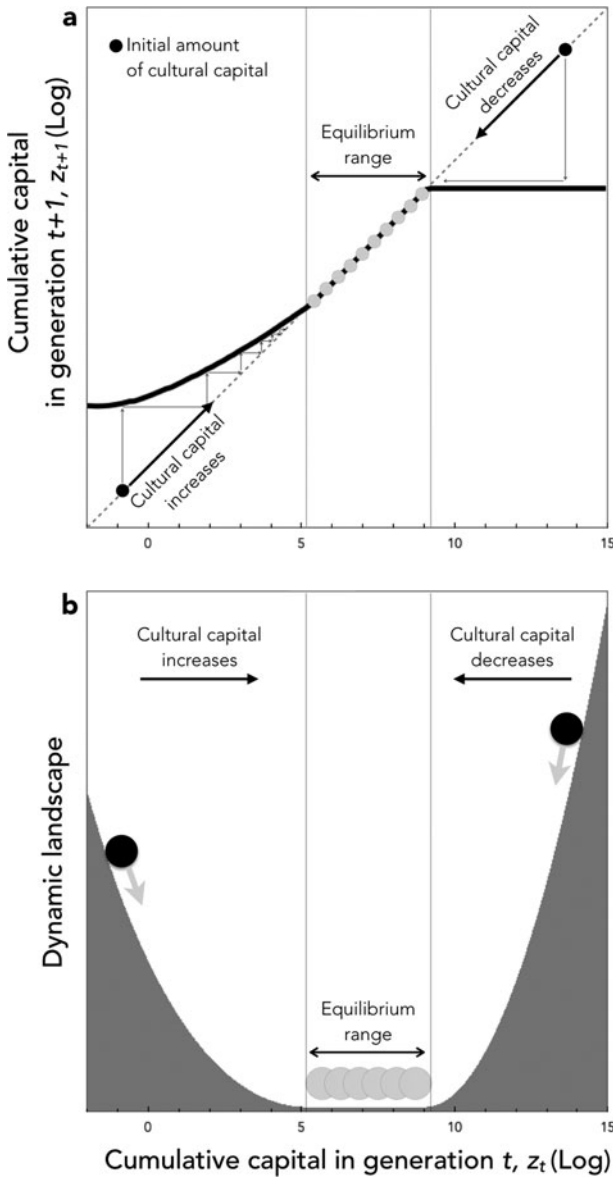 a
Initial amount
of cultural capital
Cultural capital
decreases
Equilibrium
range
Cumulative capital
in generation t+1, z_{t+1} (Log)
Cultural capital
increases
0 5 10 15
b
Cultural capital
increases
Cultural capital
decreases
Dynamic landscape
Equilibrium
range
0 5 10 15
Cumulative capital in generation t, z_t (Log)